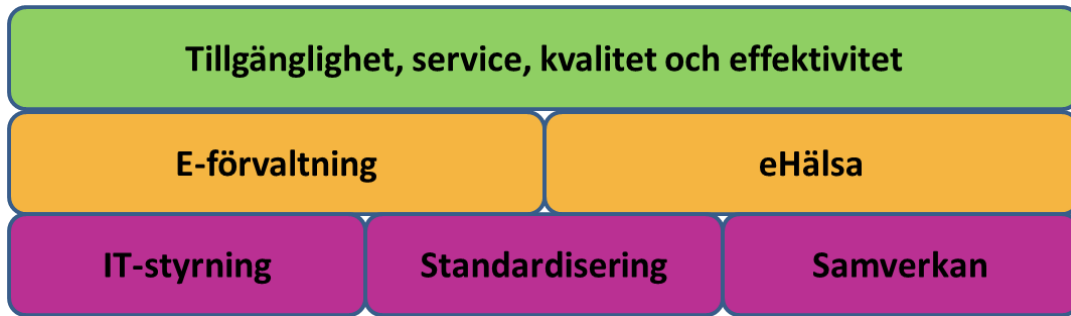 Tillgänglighet, service, kvalitet och effektivitet
E-förvaltning
eHälsa
IT-styrning
Standardisering
Samverkan